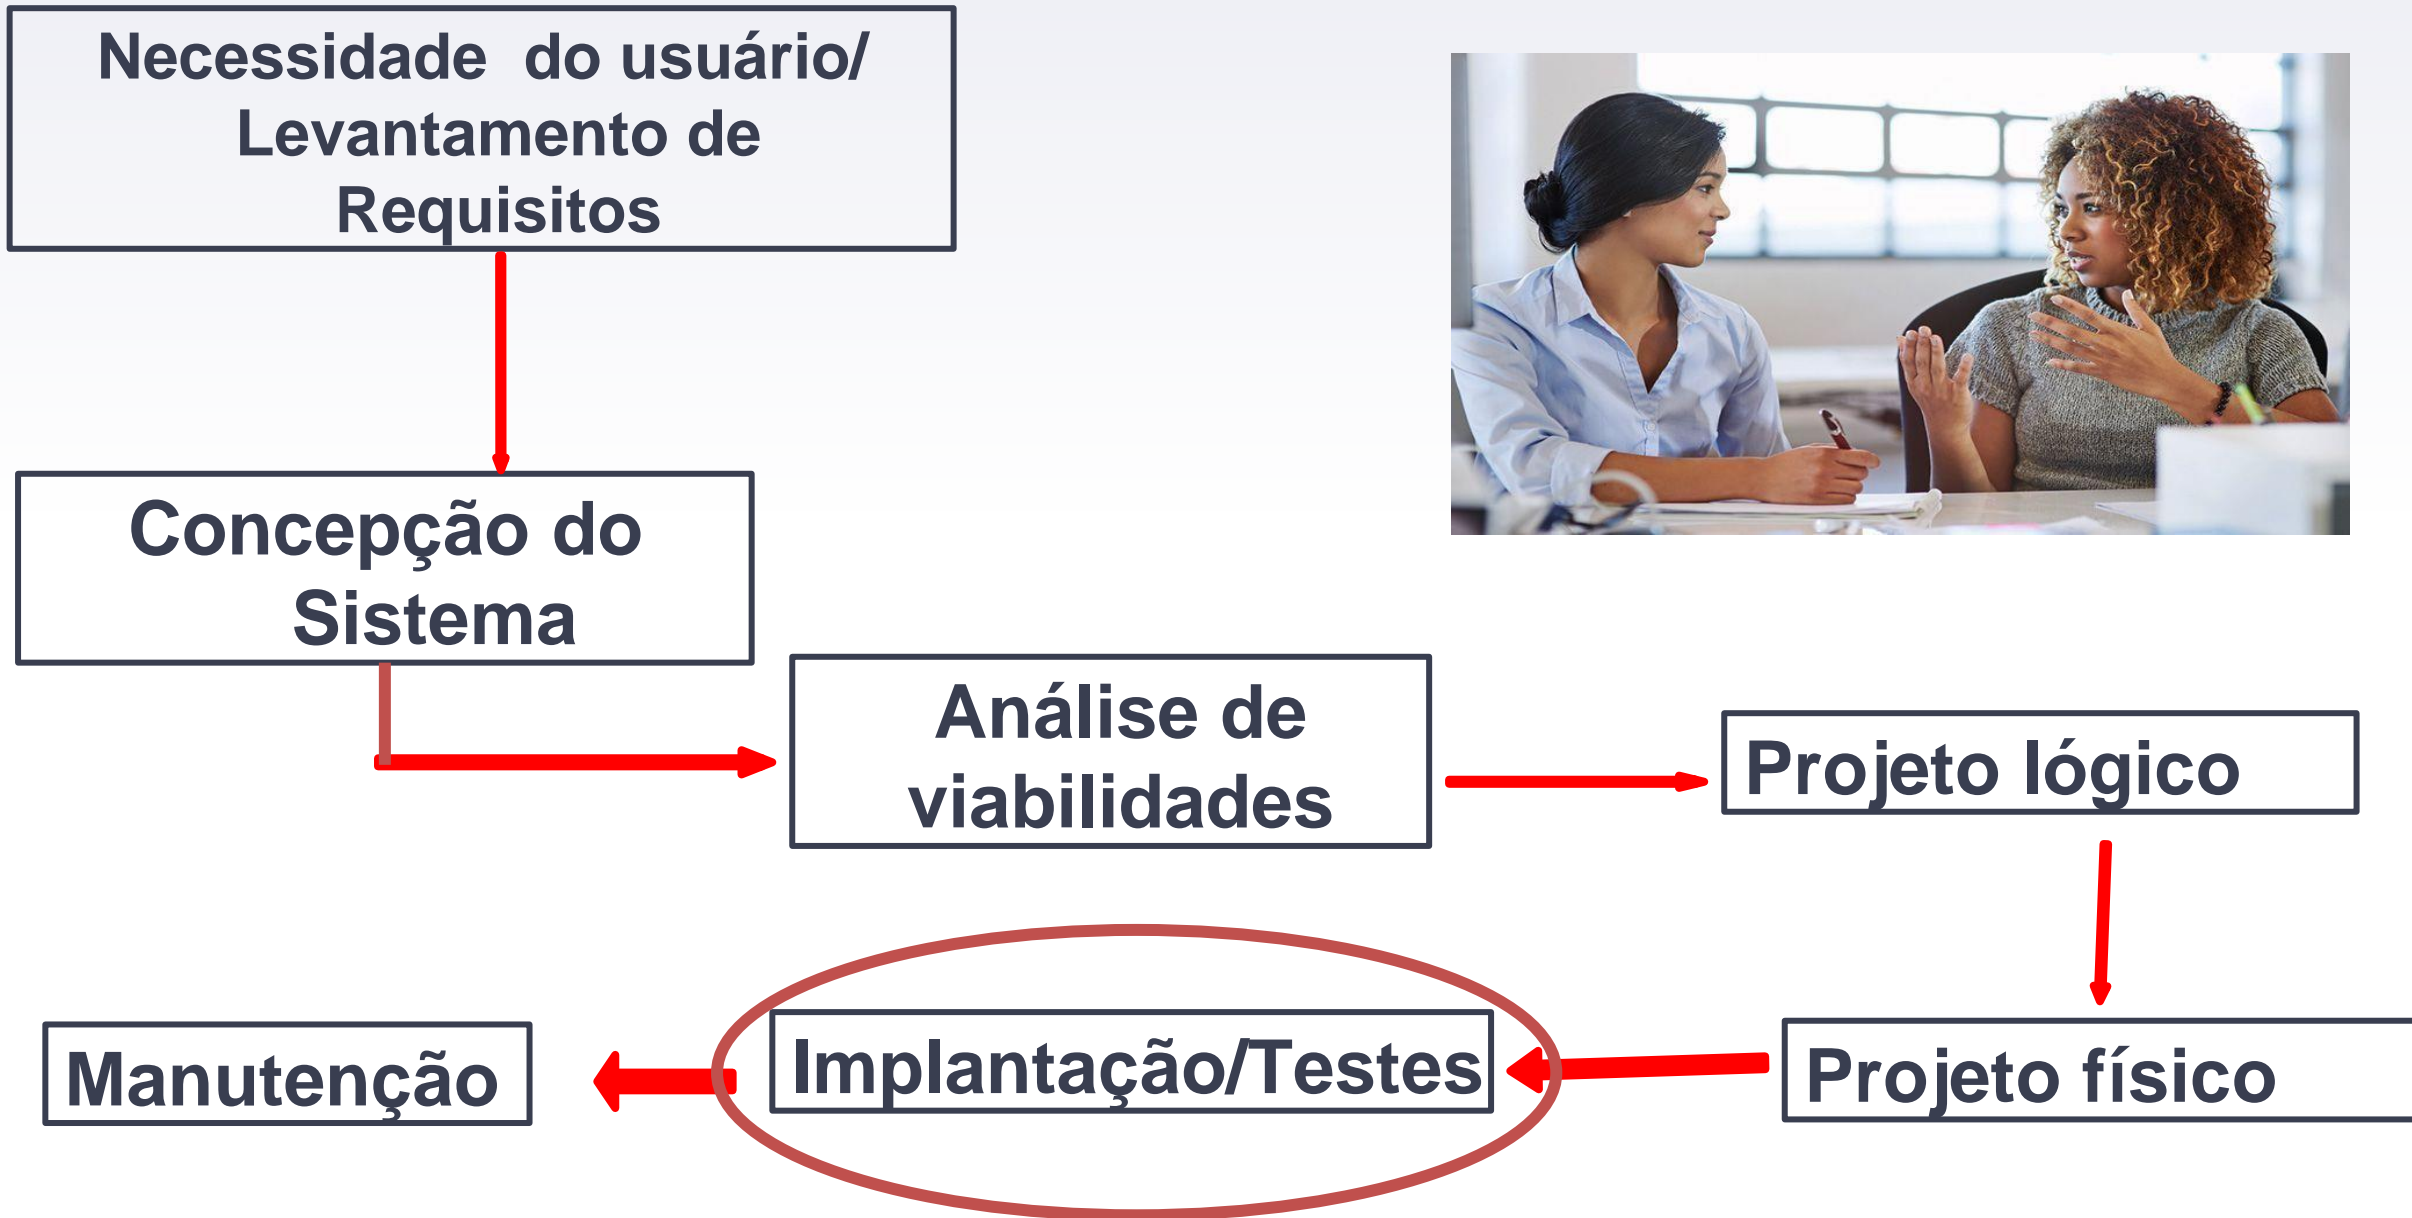 Necessidade do usuário/
Levantamento de
Requisitos
Concepção do
Sistema
Análise de
viabilidades
Projeto lógico
Projeto físico
Implantação/Testes
Manutenção